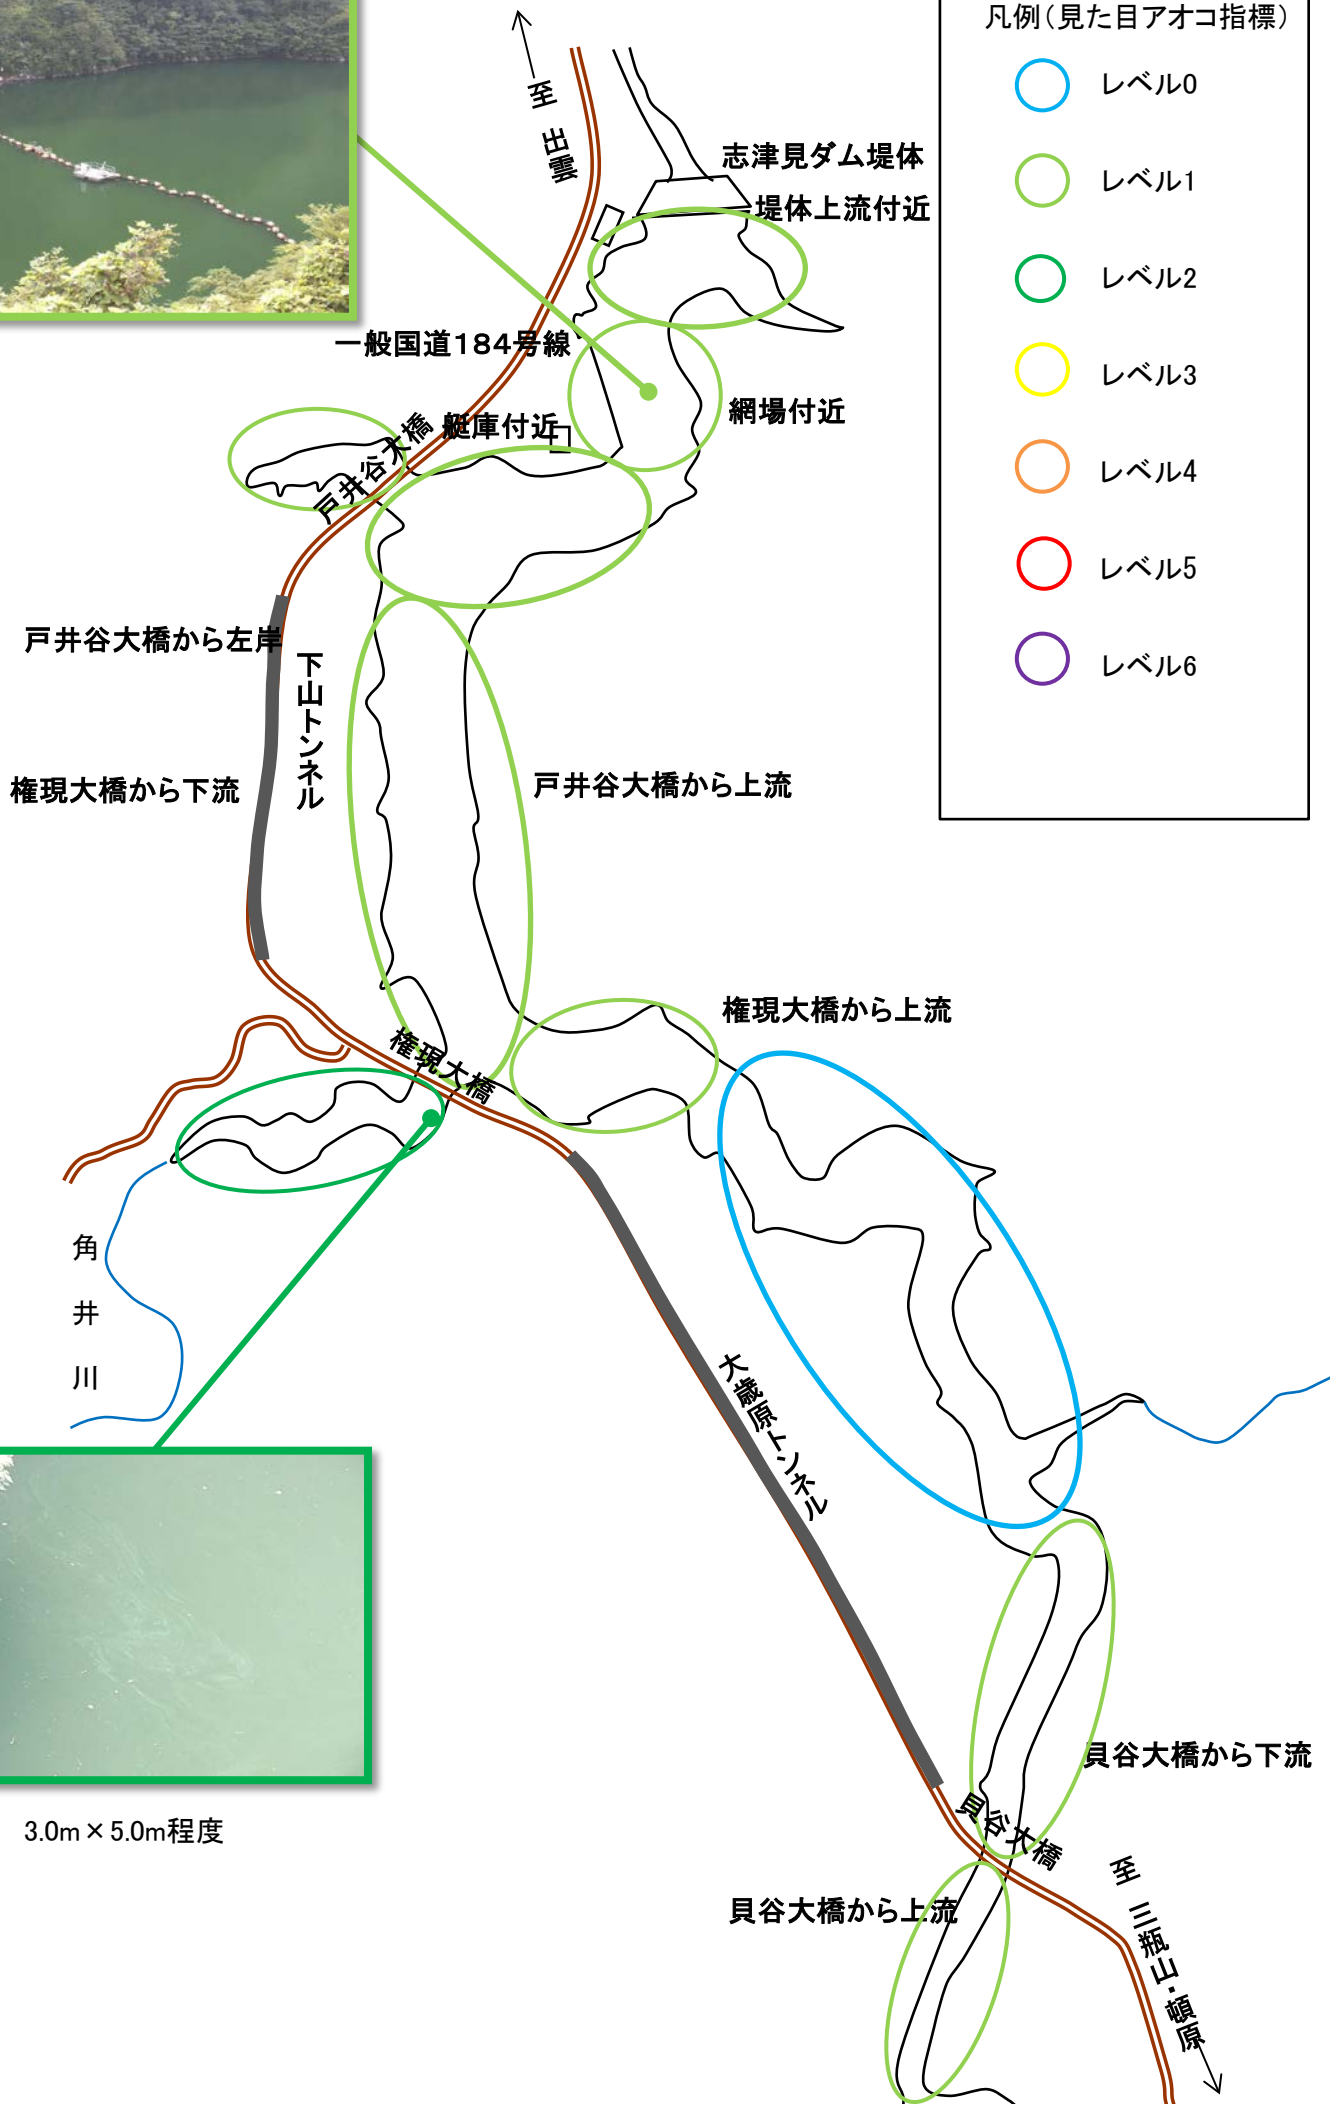 凡例(見た目アオコ指標)
レベル0
レベル1
レベル2
レベル3
レベル4
レベル5
レベル6
至 出雲
志津見ダム堤体
堤体上流付近
一般国道184号線
網場付近
艇庫付近
戸井谷大橋
戸井谷大橋から左岸
下山トンネル
権現大橋から下流
戸井谷大橋から上流
権現大橋から上流
権現大橋
角井川
大歳原トンネル
3.0m×5.0m程度
貝谷大橋から下流
貝谷大橋
貝谷大橋から上流
至 三瓶山・頓原